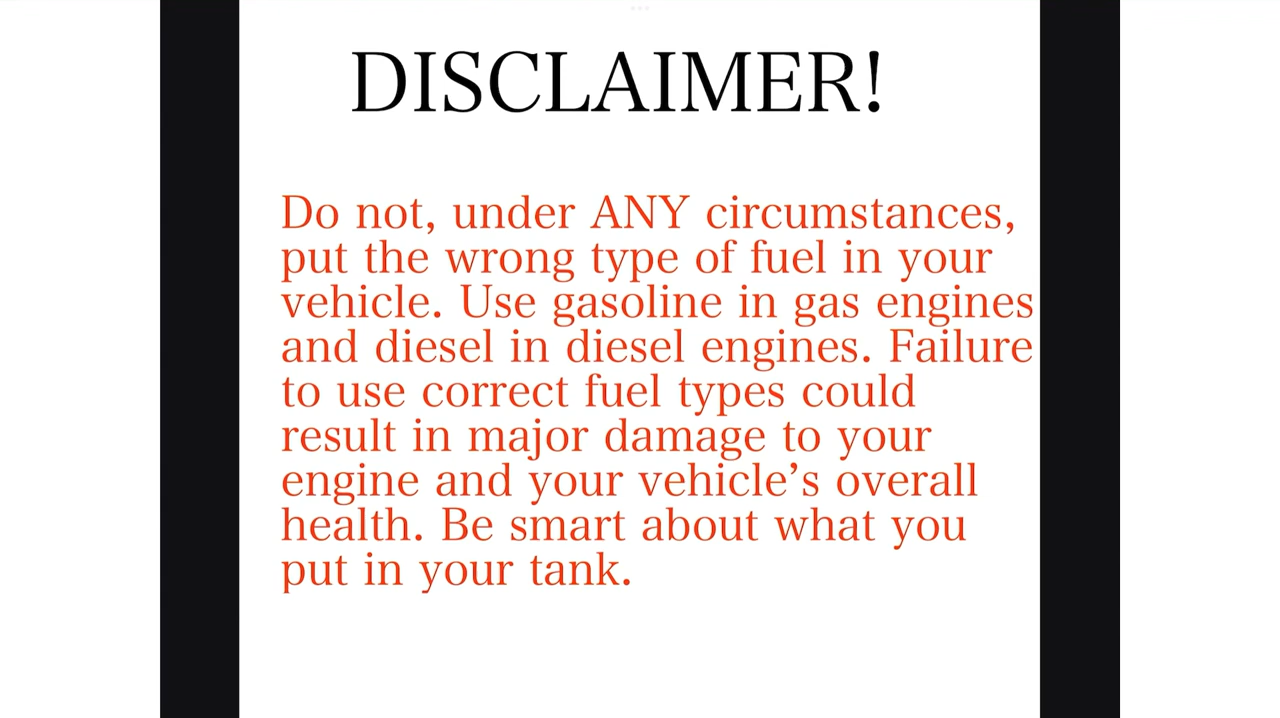 DISCLAIMER!
Do not, under ANY circumstances,
put the wrong type of fuel in your
vehicle. Use gasoline in gas engines
and diesel in diesel engines. Failure
to use correct fuel types could
result in major damage to your
engine and your vehicle’s overall
health. Be smart about what you
put in your tank.